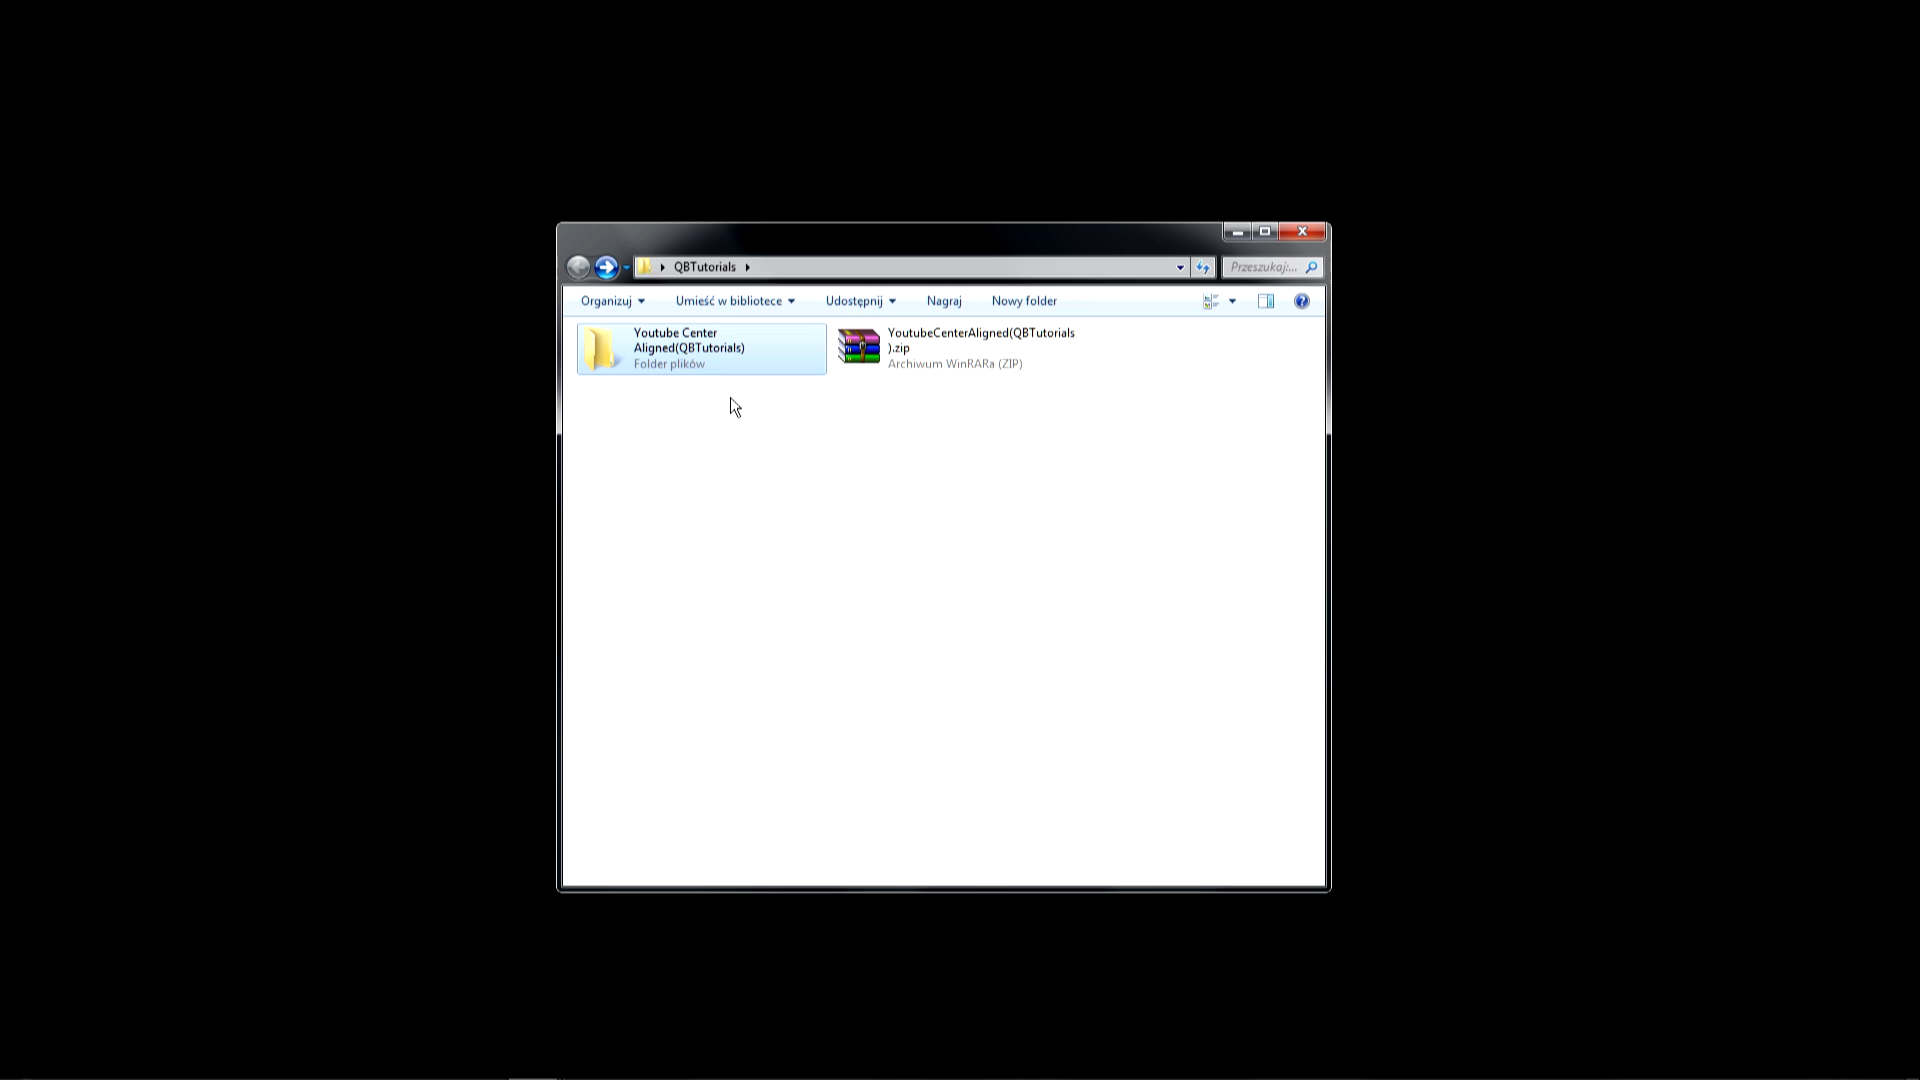 QBTutorials
Przeszukaj:...
Organizuj
Umieść w bibliotece
Udostępnij
Nagraj
Nowy folder
Youtube Center
Aligned(QBTutorials)
Folder plików
YoutubeCenterAligned(QBTutorials
).zip
Archiwum WinRARa (ZIP)